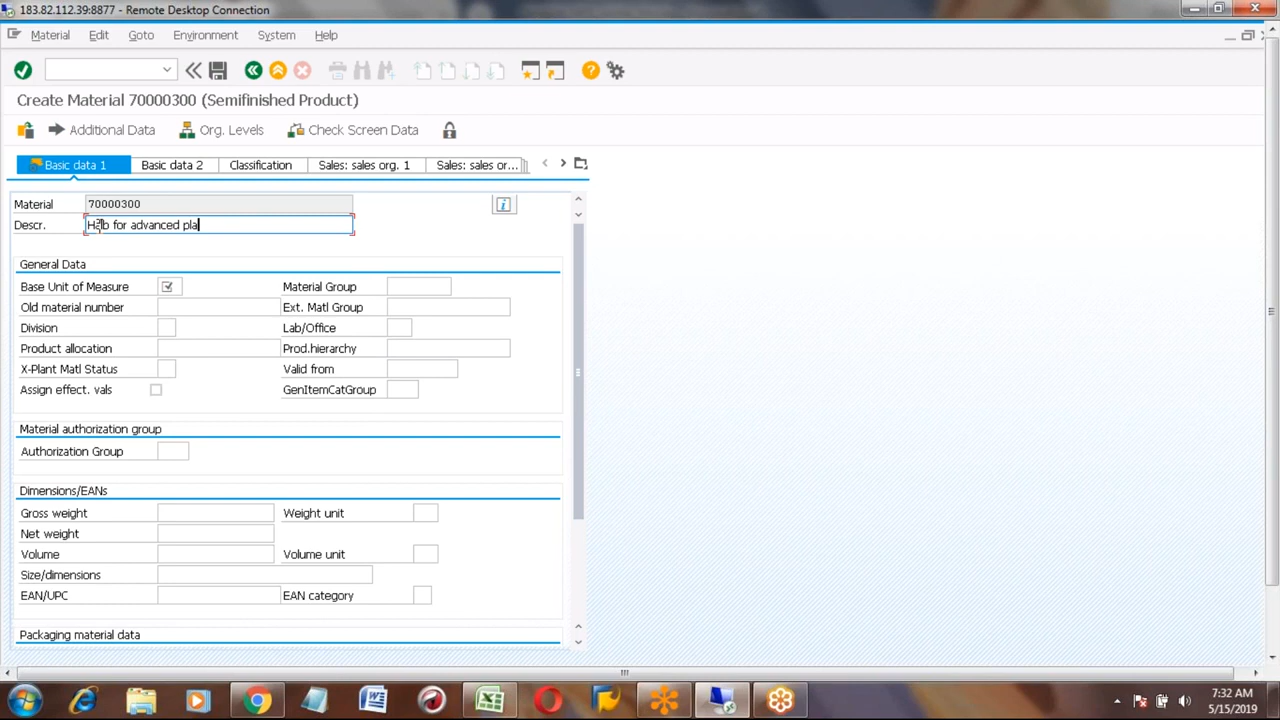 183.82.112.39:8877 - Remote Desktop Connection
Material Edit Goto Environment System Help
Create Material 70000300 (Semifinished Product)
Additional Data Org. Levels Check Screen Data
Basic data 1 Basic data 2 Classification Sales: sales org. 1 Sales: sales or...
Material 70000300
Descr. for advanced pla
General Data
Base Unit of Measure Material Group
Old material number Ext. Matl Group
Division Lab/Office
Product allocation Prod.hierarchy
X-Plant Matl Status Valid from
Assign effect. vals GenItemCatGroup
Material authorization group
Authorization Group
Dimensions/EANs
Gross weight Weight unit
Net weight
Volume Volume unit
Size/dimensions
EAN/UPC EAN category
Packaging material data
7:32 AM
5/15/2019